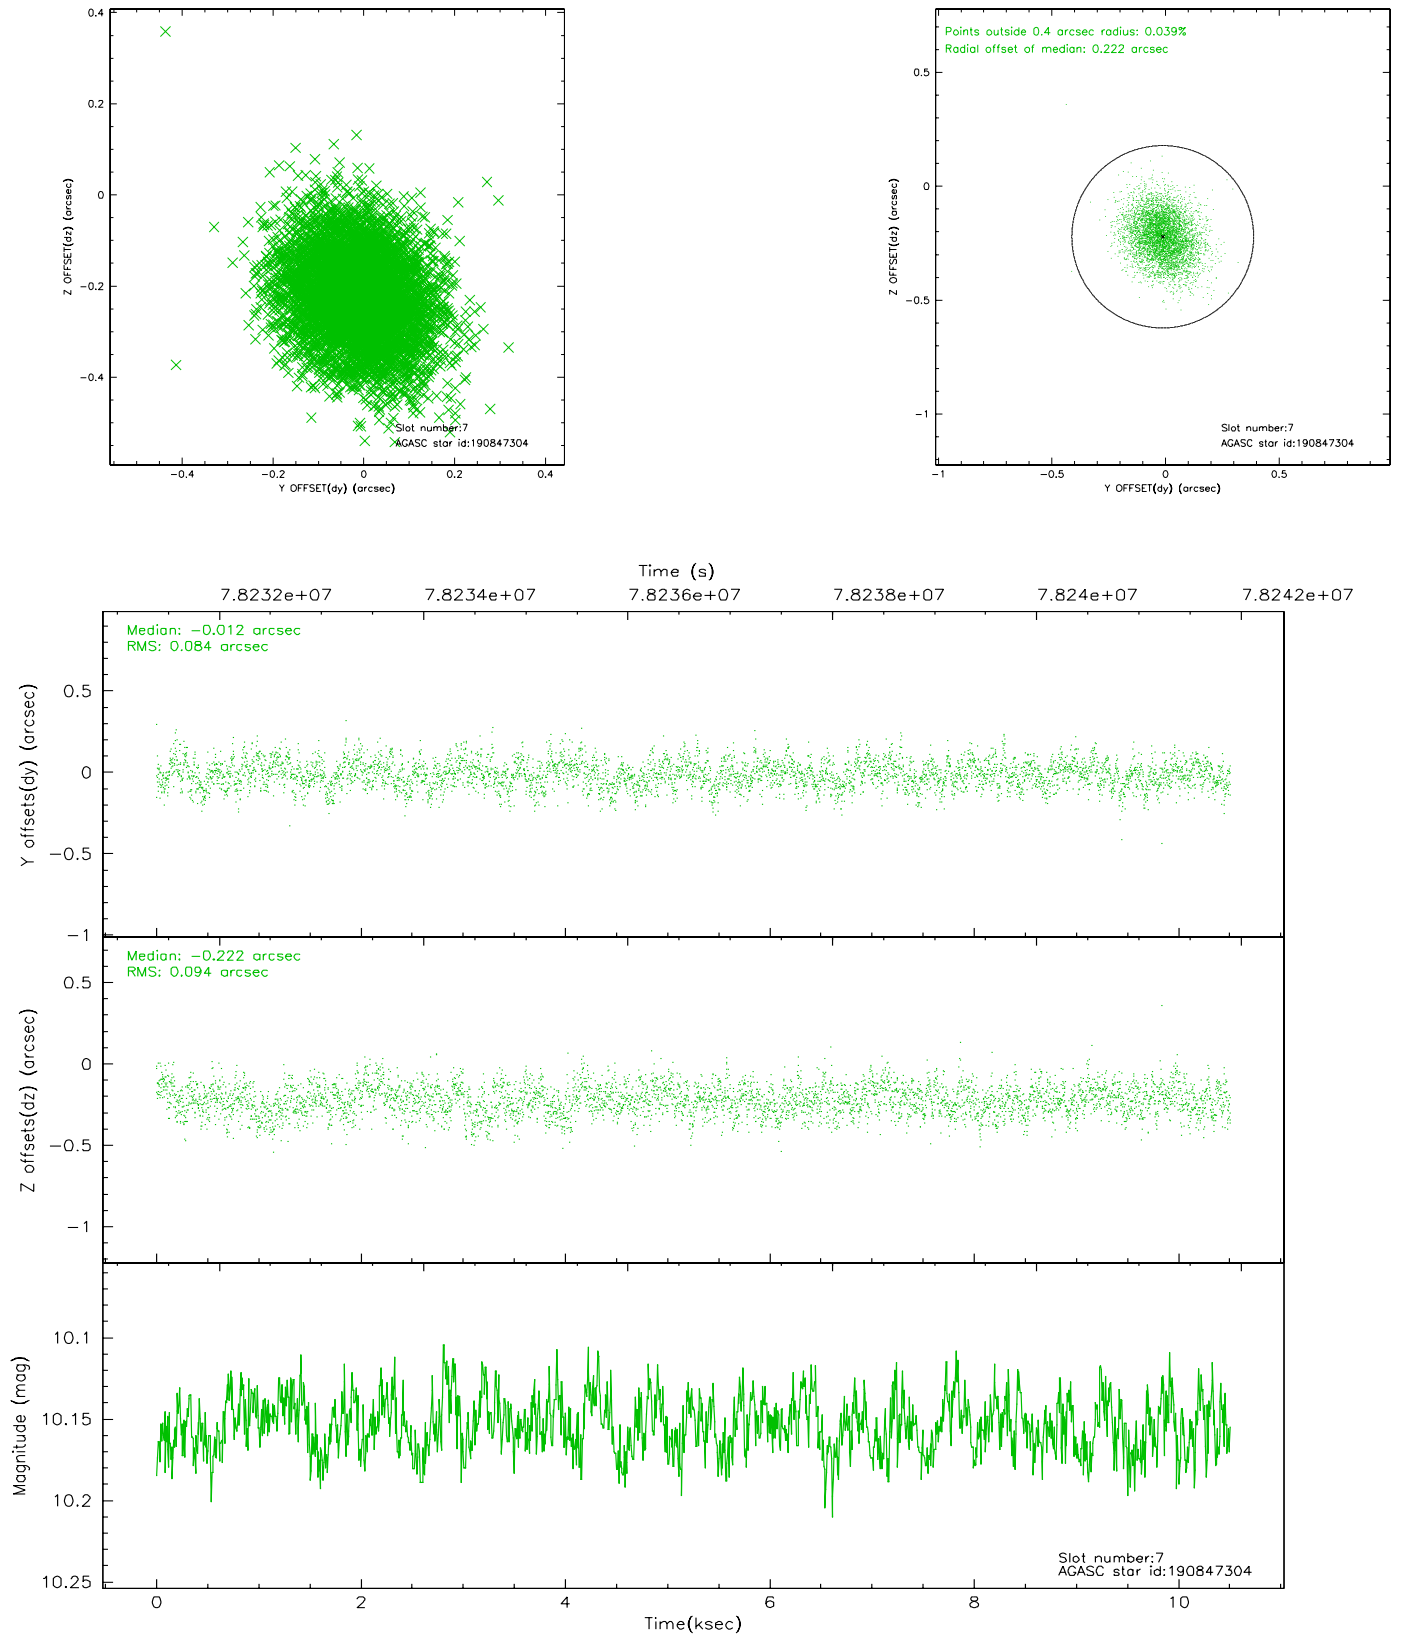 0.4
0.2
0
−0.2
−0.4
Z OFFSET(dz) (arcsec)
Slot number:7
AGASC star id:190847304
−0.4 −0.2 0 0.2 0.4
Y OFFSET(dy) (arcsec)
Points outside 0.4 arcsec radius: 0.039%
Radial offset of median: 0.222 arcsec
0.5
0
−0.5
−1
Z OFFSET(dz) (arcsec)
Slot number:7
AGASC star id:190847304
−1 −0.5 0 0.5
Y OFFSET(dy) (arcsec)
Time (s)
7.8232e+07 7.8234e+07 7.8236e+07 7.8238e+07 7.824e+07 7.8242e+07
Median: −0.012 arcsec
RMS: 0.084 arcsec
0.5
0
−0.5
−1
Y offsets(dy) (arcsec)
Median: −0.222 arcsec
RMS: 0.094 arcsec
0.5
0
−0.5
−1
Z offsets(dz) (arcsec)
10.1
10.15
10.2
10.25
Magnitude (mag)
Slot number:7
AGASC star id:190847304
0 2 4 6 8 10
Time(ksec)